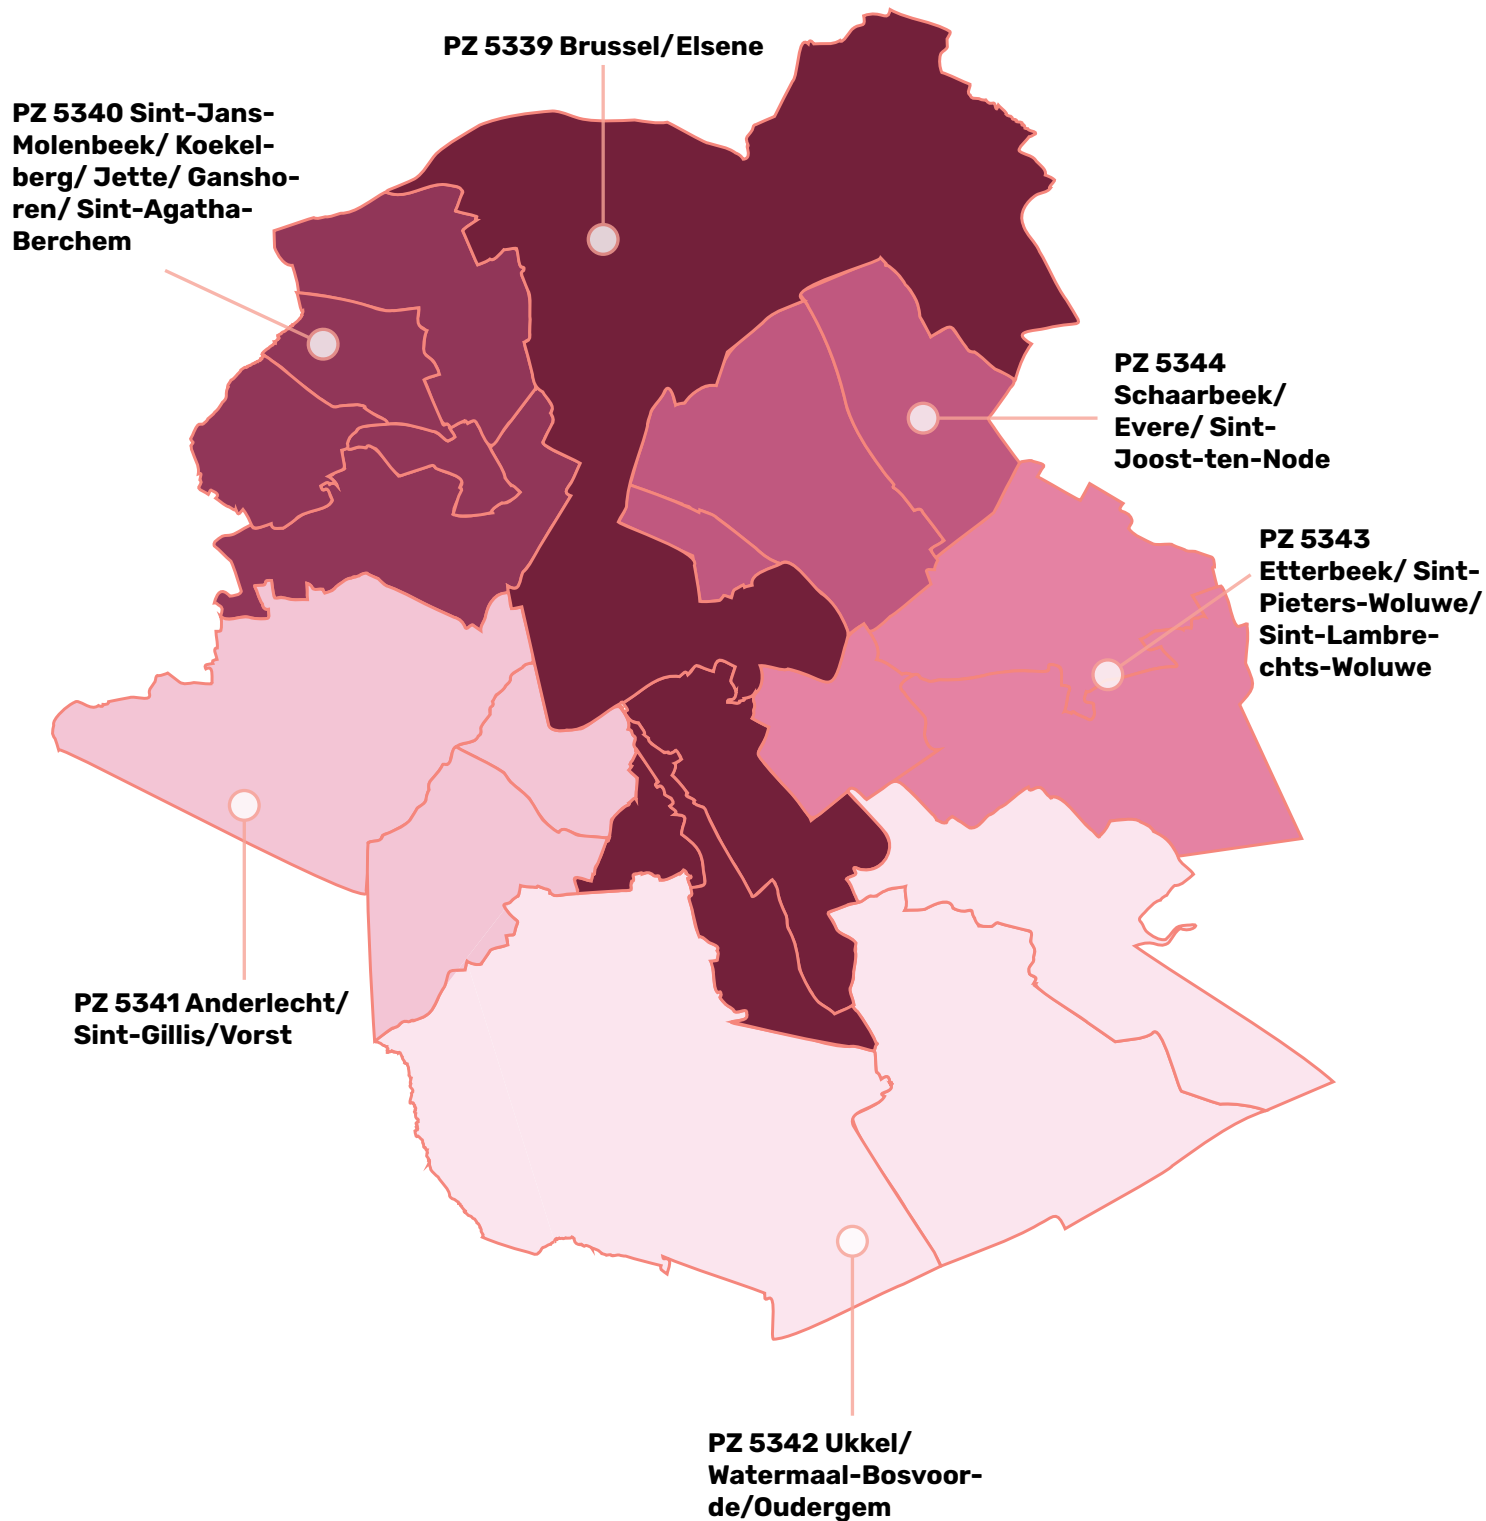 PZ 5339 Brussel/Elsene
PZ 5340 Sint-Jans-
Molenbeek/ Koekel-
berg/ Jette/ Gansho-
ren/ Sint-Agatha-
Berchem
PZ 5344
Schaarbeek/
Evere/ Sint-
Joost-ten-Node
PZ 5343
Etterbeek/ Sint-
Pieters-Woluwe/
Sint-Lambre-
chts-Woluwe
PZ 5341 Anderlecht/
Sint-Gillis/Vorst
PZ 5342 Ukkel/
Watermaal-Bosvoor-
de/Oudergem